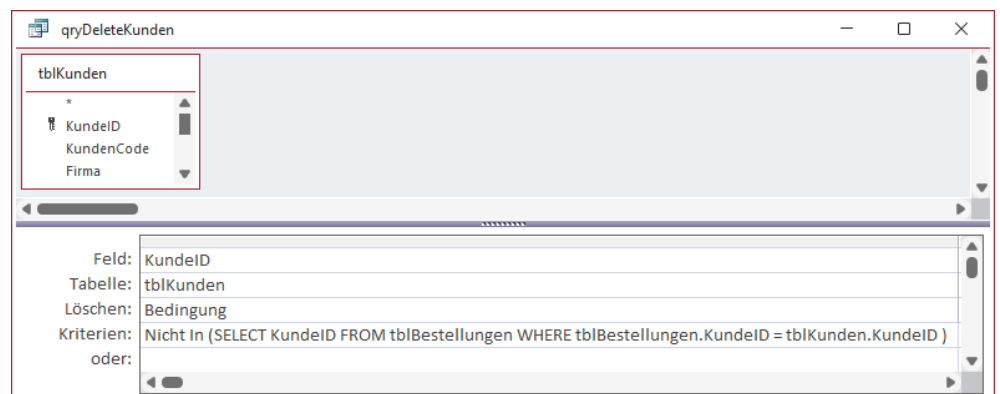 qryDeleteKunden
tblKunden
*
KundeID
KundenCode
Firma
Feld: KundeID
Tabelle: tblKunden
Löschen: Bedingung
Kriterien: Nicht In (SELECT KundeID FROM tblBestellungen WHERE tblBestellungen.KundeID = tblKunden.KundeID )
oder: